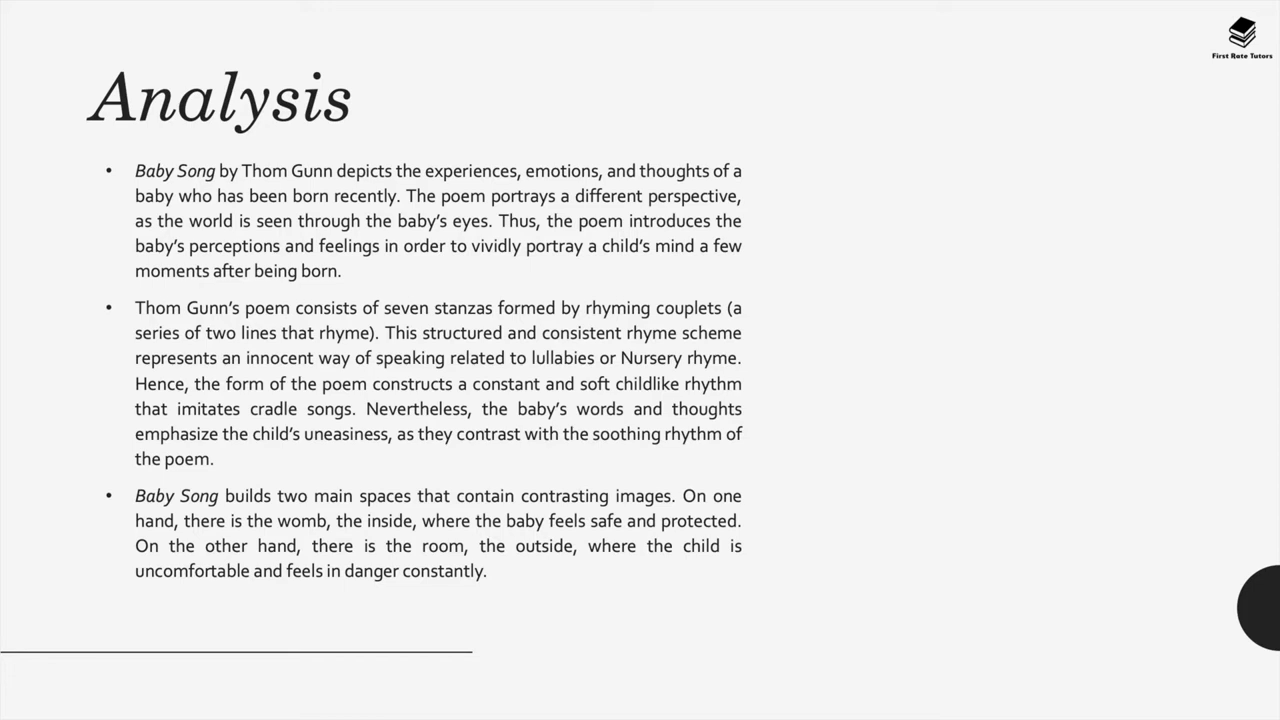 First Rate Tutors
Analysis
• Baby Song by Thom Gunn depicts the experiences, emotions, and thoughts of a
baby who has been born recently. The poem portrays a different perspective,
as the world is seen through the baby’s eyes. Thus, the poem introduces the
baby’s perceptions and feelings in order to vividly portray a child’s mind a few
moments after being born.
• Thom Gunn’s poem consists of seven stanzas formed by rhyming couplets (a
series of two lines that rhyme). This structured and consistent rhyme scheme
represents an innocent way of speaking related to lullabies or Nursery rhyme.
Hence, the form of the poem constructs a constant and soft childlike rhythm
that imitates cradle songs. Nevertheless, the baby’s words and thoughts
emphasize the child’s uneasiness, as they contrast with the soothing rhythm of
the poem.
• Baby Song builds two main spaces that contain contrasting images. On one
hand, there is the womb, the inside, where the baby feels safe and protected.
On the other hand, there is the room, the outside, where the child is
uncomfortable and feels in danger constantly.